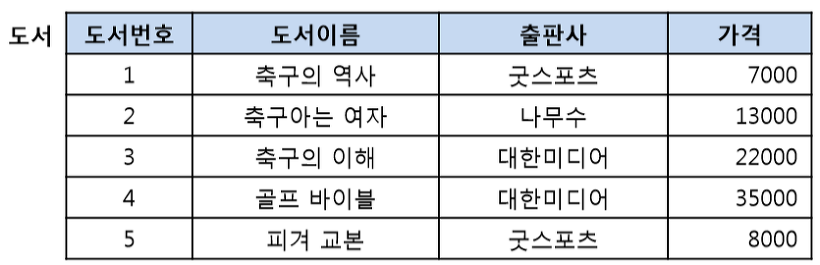 도서
도서번호 도서이름 출판사 가격
1 축구의 역사 굿스포츠 7000
2 축구아는 여자 나무수 13000
3 축구의 이해 대한미디어 22000
4 골프 바이블 대한미디어 35000
5 피겨 교본 굿스포츠 8000